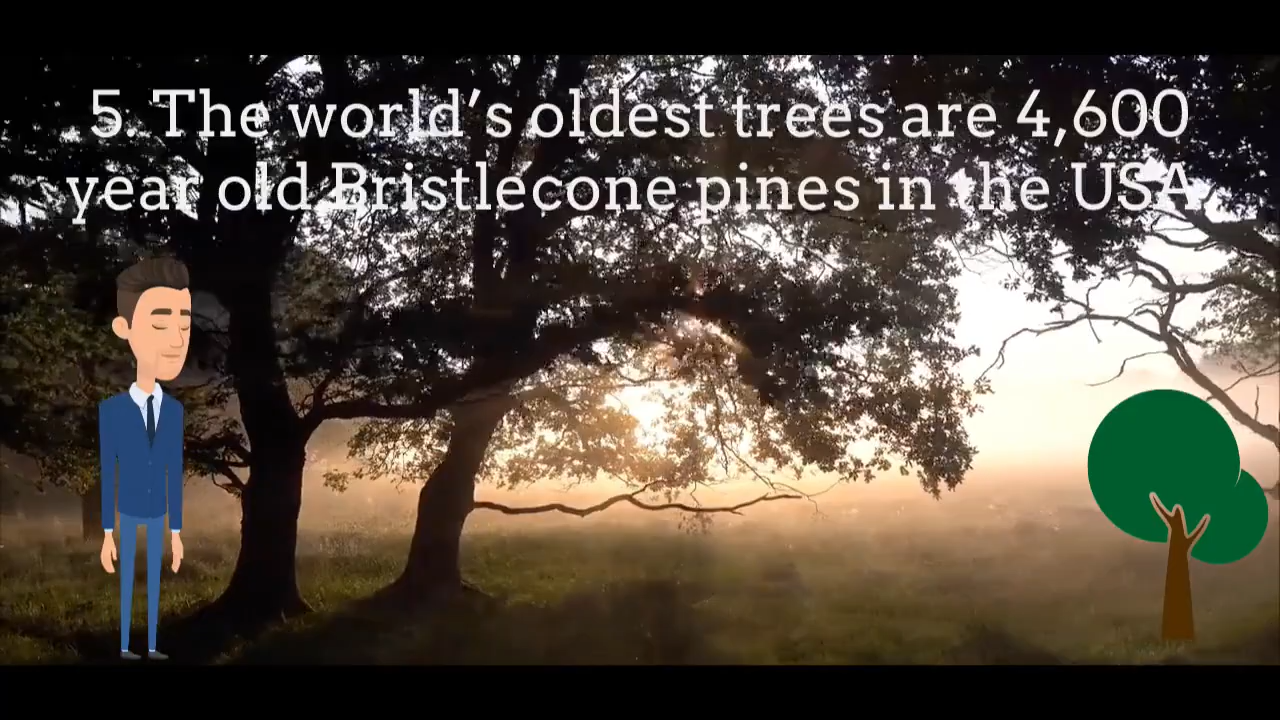 5. The world’s oldest trees are 4,600
year old Bristlecone pines in the USA